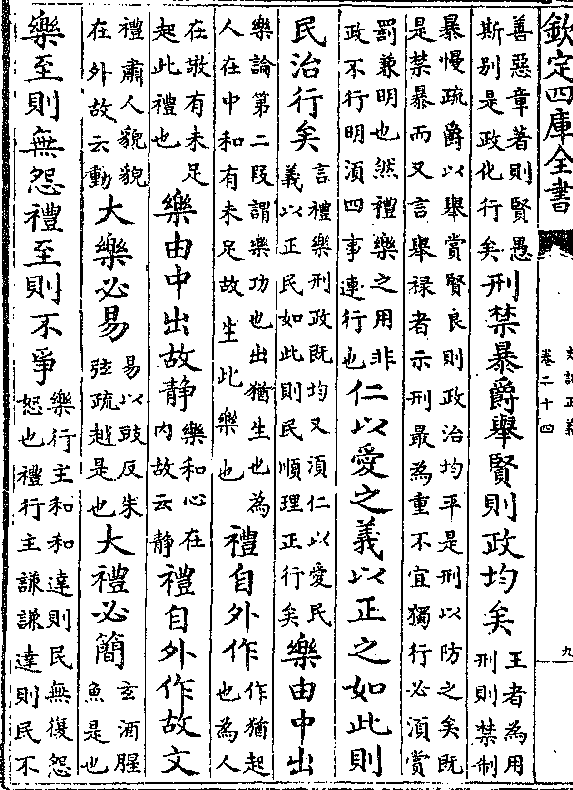 欽定四庫全書
史記正義
卷二十四
九
善惡章著則賢愚
斯别是政化行矣
刑禁暴爵舉賢則政均矣
王者為用
刑則禁制
暴慢疏爵以舉賞賢良則政治均平是刑以防之矣既
是禁暴而又言舉禄者示刑最為重不宜獨行必湏賞
罰兼明也然禮樂之用非
政不行明湏四事連行也
仁以愛之義以正之如此則
民治行矣
言禮樂刑政既均又湏仁以愛民
義以正民如此則民順理正行矣
樂由中出
樂論第二段謂樂功也出猶生也為
人在中和有未足故生此樂也
禮自外作
作猶起
也為人
在敬有未足
起此禮也
樂由中出故静
樂和心在
内故云静
禮自外作故文
禮肅人貌貌
在外故云動
大樂必易
易以豉反朱
弦疏越是也
大禮必簡
玄酒腥
魚是也
樂至則無怨禮至則不爭
樂行主和和達則民無復怨
怒也禮行主謙謙達則民不